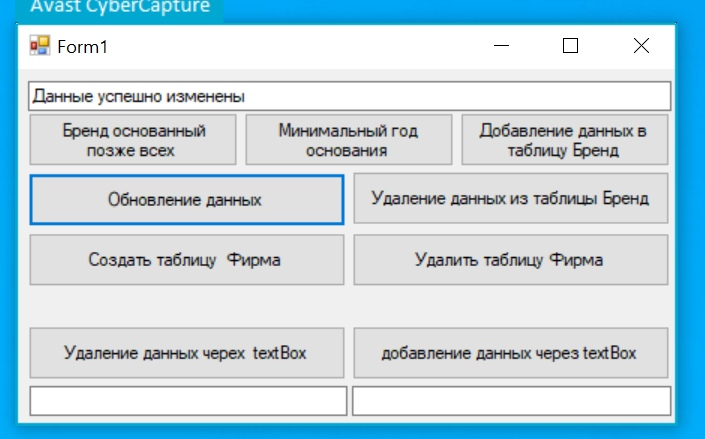 Avast CyberCapture
Form1
Данные успешно изменены
Бренд основанный
позже всех
Минимальный год
основания
Добавление данных в
таблицу Бренд
Обновление данных
Удаление данных из таблицы Бренд
Создать таблицу Фирма
Удалить таблицу Фирма
Удаление данных черех textBox
добавление данных через textBox